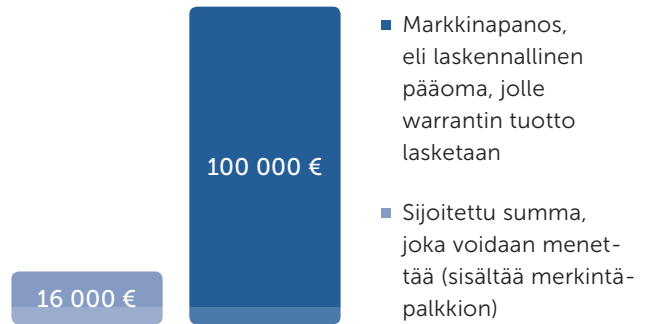 Markkinapanos,
eli laskennallinen
pääoma, jolle
warrantin tuotto
lasketaan
100 000 €
Sijoitettu summa,
joka voidaan menet-
tää (sisältää merkintä-
palkkion)
16 000 €